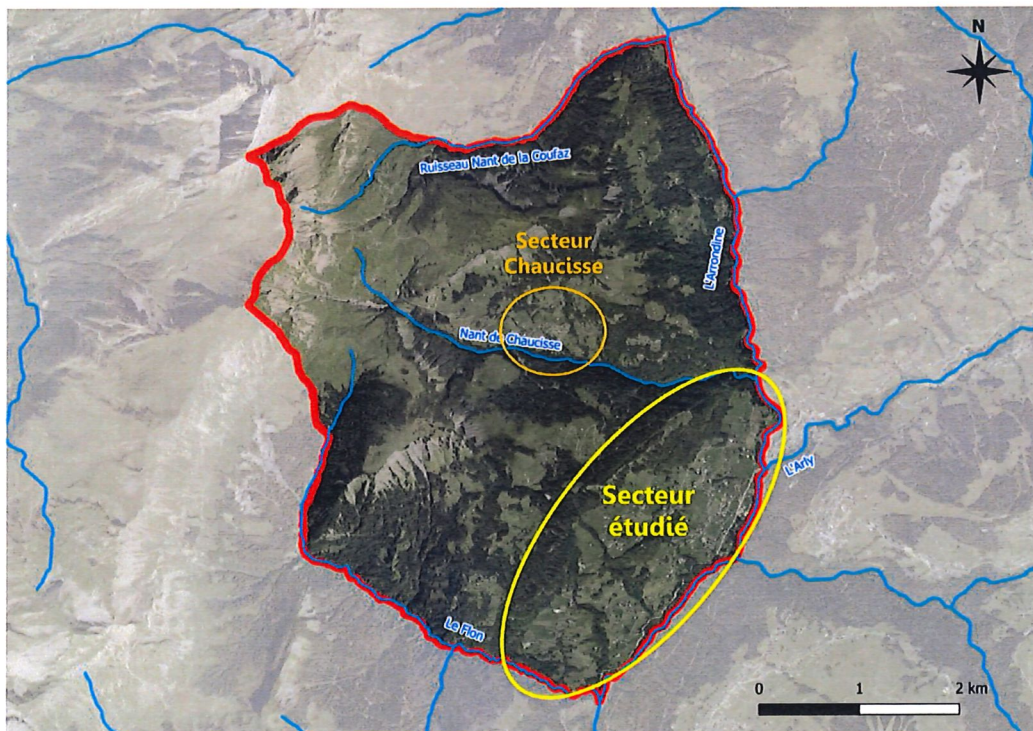 N
Ruisseau Nant de la Coufaz
Secteur
Chaucisse
L'Arrondine
Nant de Chaucisse
L'Arly
Secteur
étudié
Le Flon
0 1 2 km